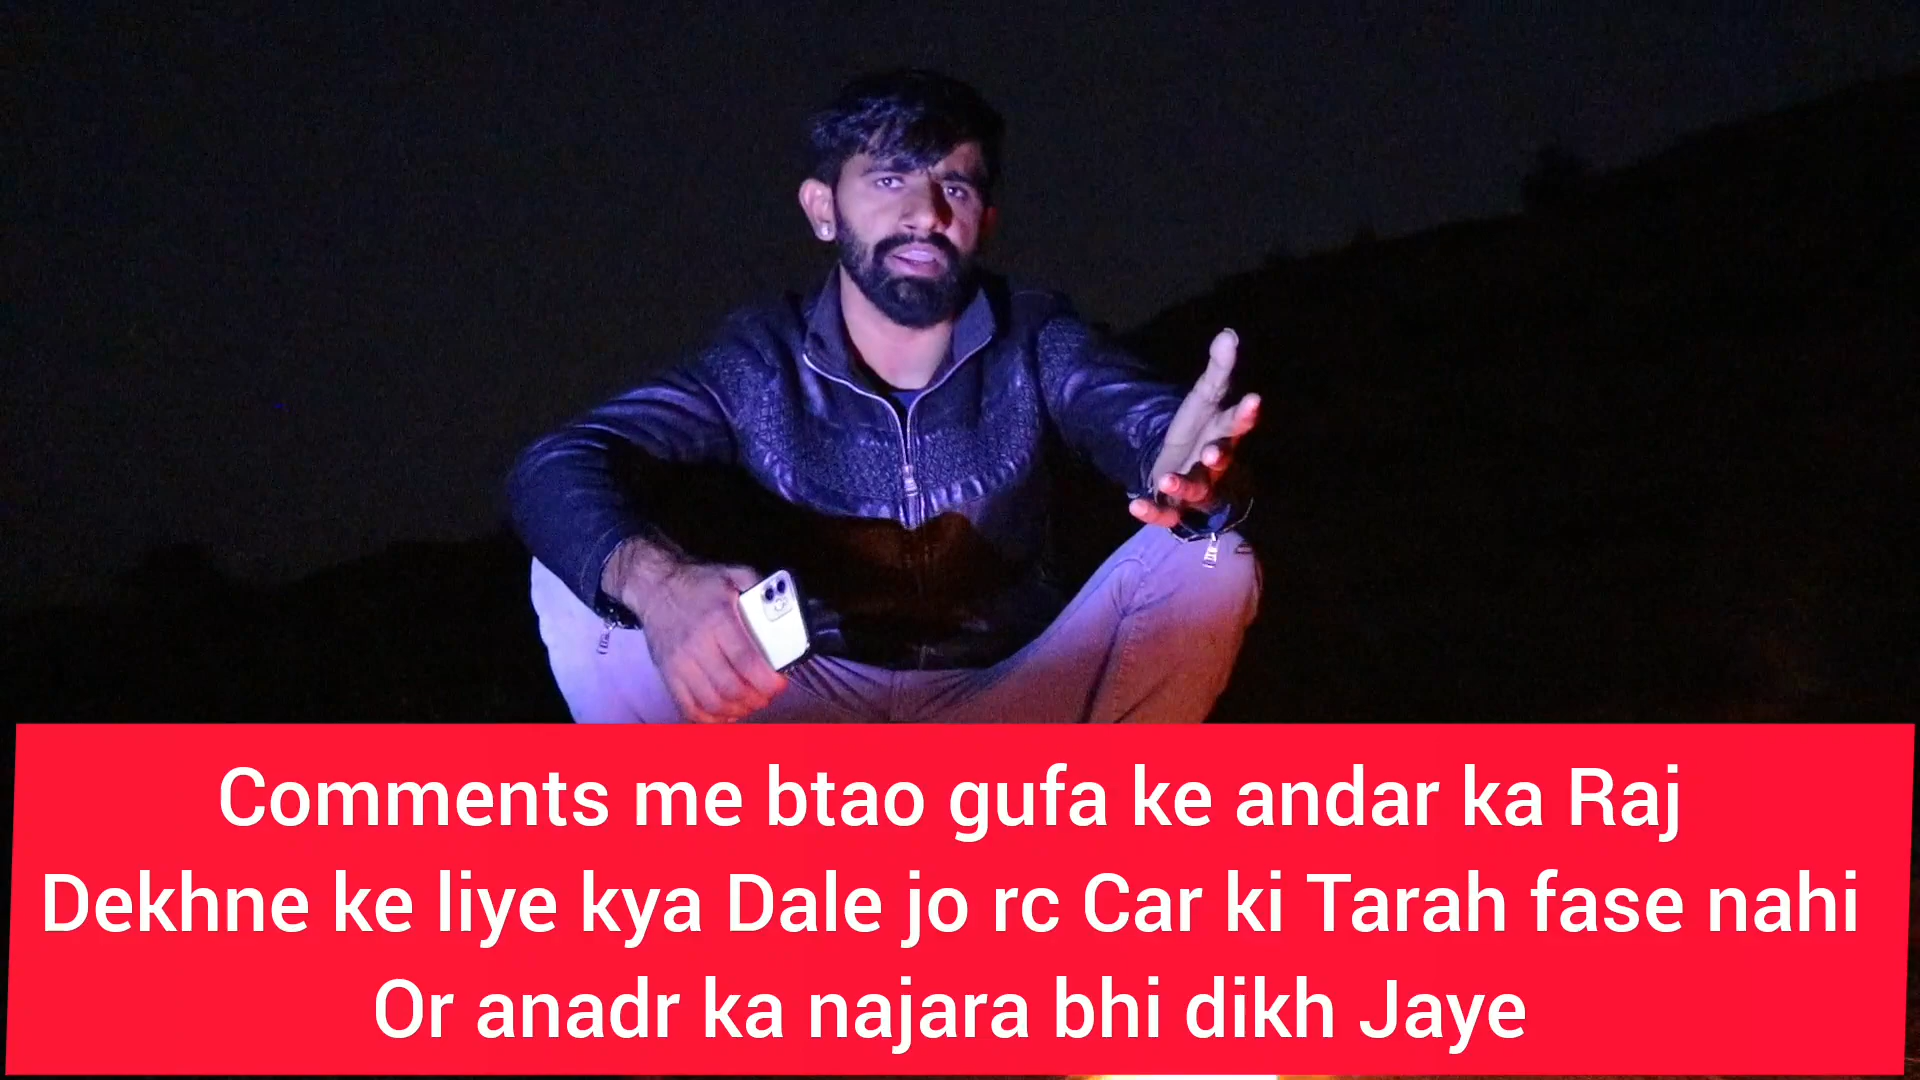 Comments me btao gufa ke andar ka Raj
Dekhne ke liye kya Dale jo rc Car ki Tarah fase nahi
Or anadr ka najara bhi dikh Jaye